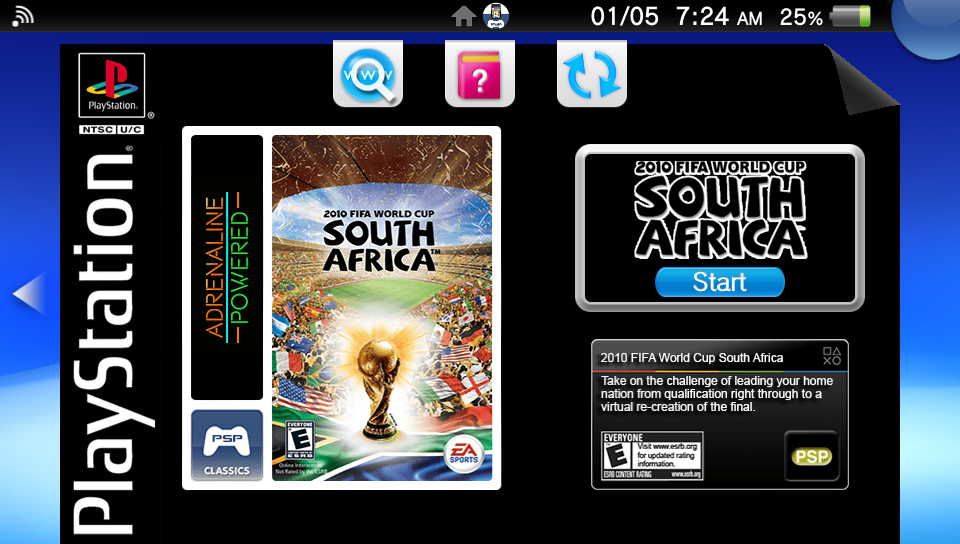 01/05 7:24 AM 25%
PlayStation®
NTSC U/C
PlayStation®
www
?
ADRENALINE
POWERED
PSP
CLASSICS
2010 FIFA WORLD CUP
SOUTH
AFRICA™
EVERYONE
E
ESRB
Online Interactions
Not Rated by the ESRB
EA
SPORTS
2010 FIFA WORLD CUP
SOUTH
AFRICA
Start
2010 FIFA World Cup South Africa
Take on the challenge of leading your home
nation from qualification right through to a
virtual re-creation of the final.
EVERYONE
E
Visit www.esrb.org
for updated rating
information.
ESRB CONTENT RATING www.esrb.org
PSP